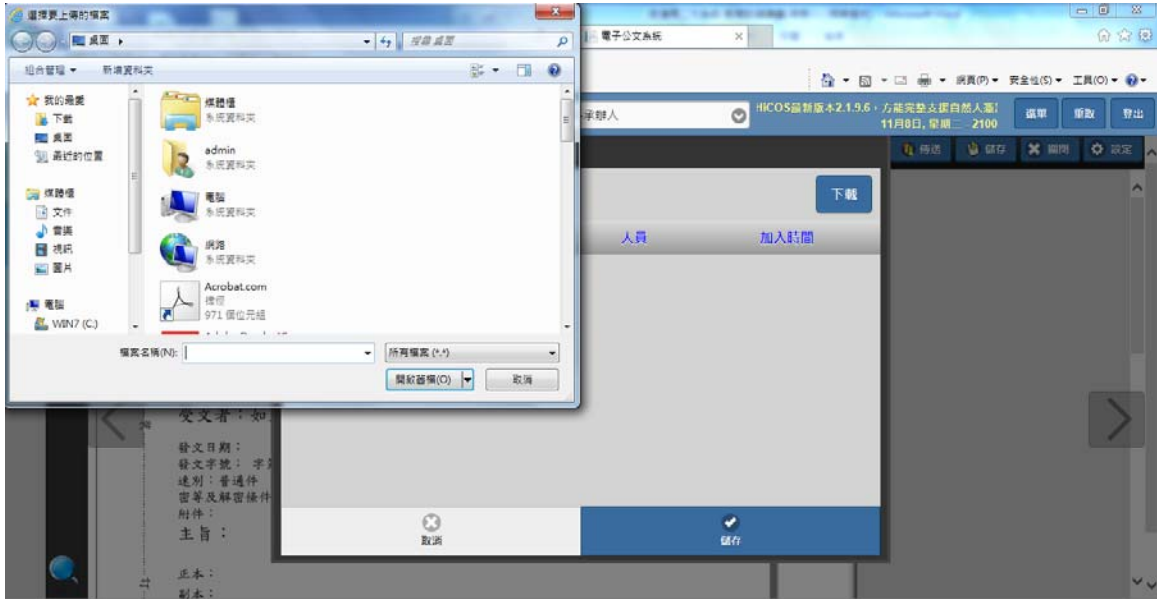 選擇要上傳的檔案
桌面
搜尋 桌面
組合管理 ▼ 新增資料夾
我的最愛
下載
桌面
最近的位置
媒體櫃
文件
音樂
視訊
圖片
電腦
WIN7 (C:)
媒體櫃
系統資料夾
admin
系統資料夾
電腦
系統資料夾
網路
系統資料夾
Acrobat.com
捷徑
971 個位元組
檔案名稱(N):
所有檔案 (*.*)
開啟舊檔(O)
取消
電子公文系統
網頁(P) 安全性(S) 工具(O)
承辦人
HiCOS最新版本2.1.9.6,方能完整支援自然人憑
11月8日, 星期二 2100
選單 重取 登出
傳送 儲存 關閉 設定
下載
人員 加入時間
受文者:如
發文日期:
發文字號: 字第
速別:普通件
密等及解密條件
附件:
主旨:
正本:
副本:
取消
儲存